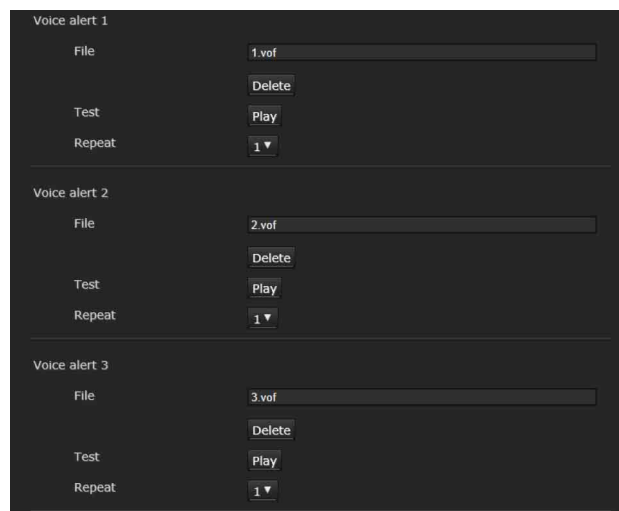 Voice alert 1
File 1.vof
Delete
Test Play
Repeat 1
Voice alert 2
File 2.vof
Delete
Test Play
Repeat 1
Voice alert 3
File 3.vof
Delete
Test Play
Repeat 1